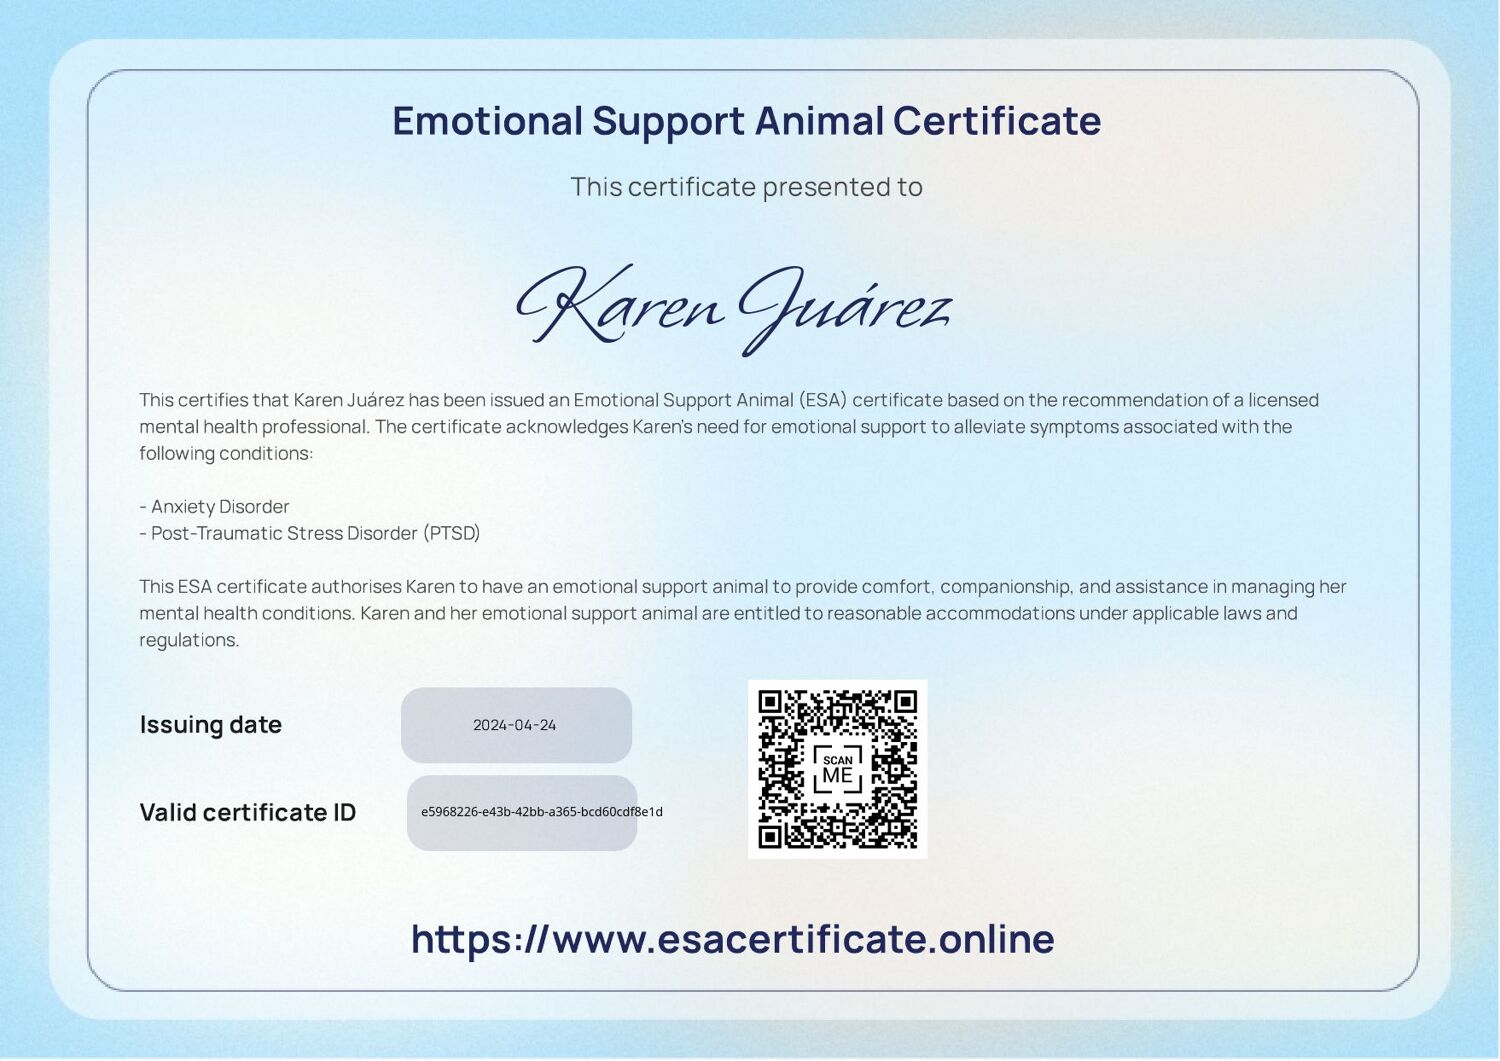 Emotional Support Animal Certificate
This certificate presented to
Karen Juárez
This certifies that Karen Juárez has been issued an Emotional Support Animal (ESA) certificate based on the recommendation of a licensed
mental health professional. The certificate acknowledges Karen's need for emotional support to alleviate symptoms associated with the
following conditions:
- Anxiety Disorder
- Post-Traumatic Stress Disorder (PTSD)
This ESA certificate authorises Karen to have an emotional support animal to provide comfort, companionship, and assistance in managing her
mental health conditions. Karen and her emotional support animal are entitled to reasonable accommodations under applicable laws and
regulations.
Issuing date
2024-04-24
Valid certificate ID
e5968226-e43b-42bb-a365-bcd60cdf8e1d
SCAN
ME
https://www.esacertificate.online